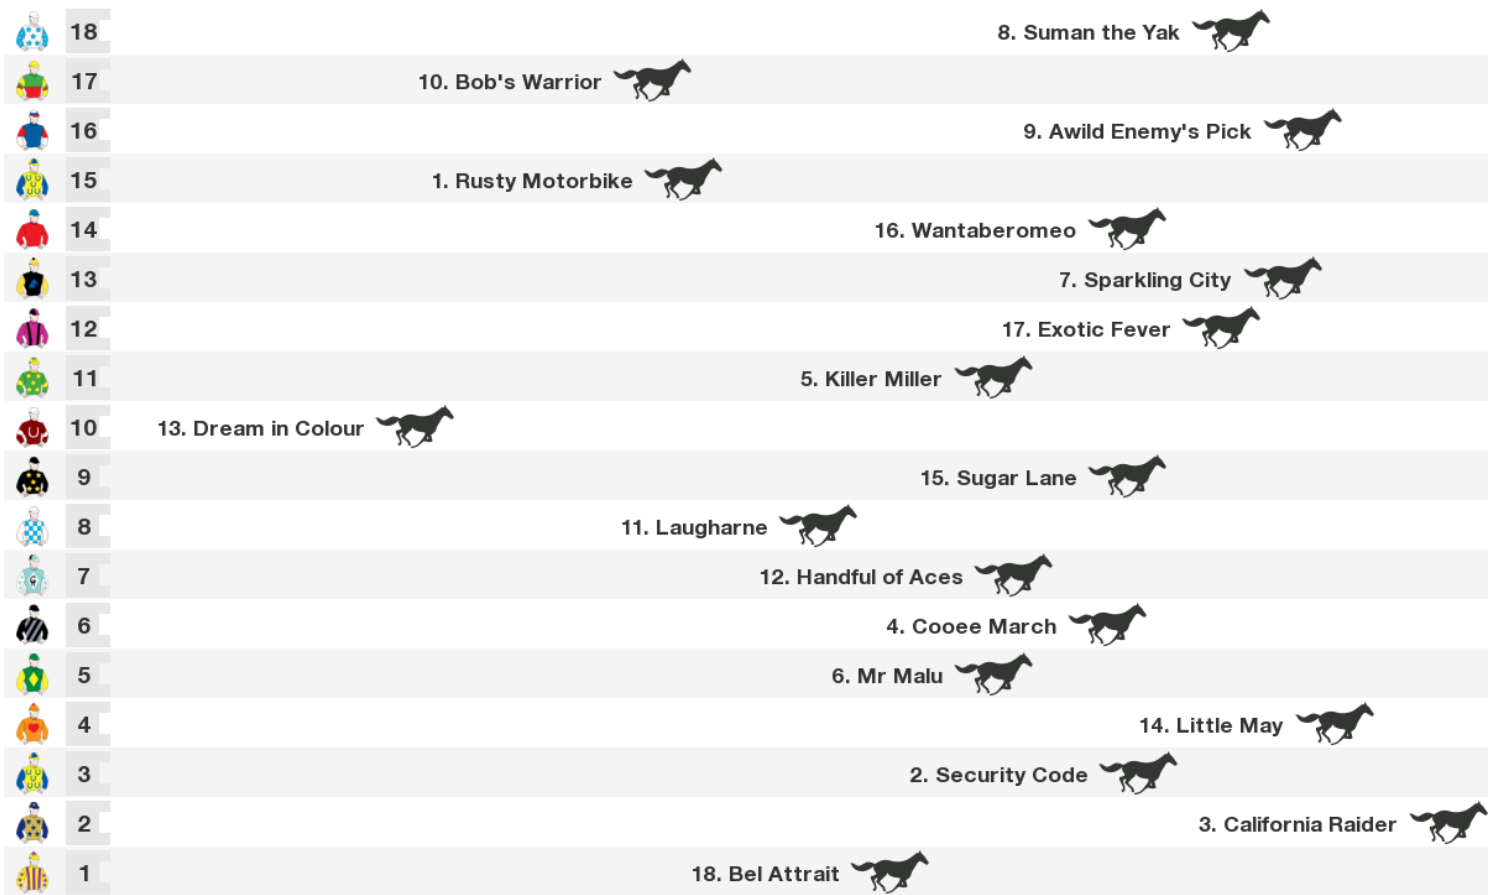 18 8. Suman the Yak
17 10. Bob's Warrior
16 9. Awild Enemy's Pick
15 1. Rusty Motorbike
14 16. Wantaberomeo
13 7. Sparkling City
12 17. Exotic Fever
11 5. Killer Miller
10 13. Dream in Colour
9 15. Sugar Lane
8 11. Laugharne
7 12. Handful of Aces
6 4. Cooee March
5 6. Mr Malu
4 14. Little May
3 2. Security Code
2 3. California Raider
1 18. Bel Attrait